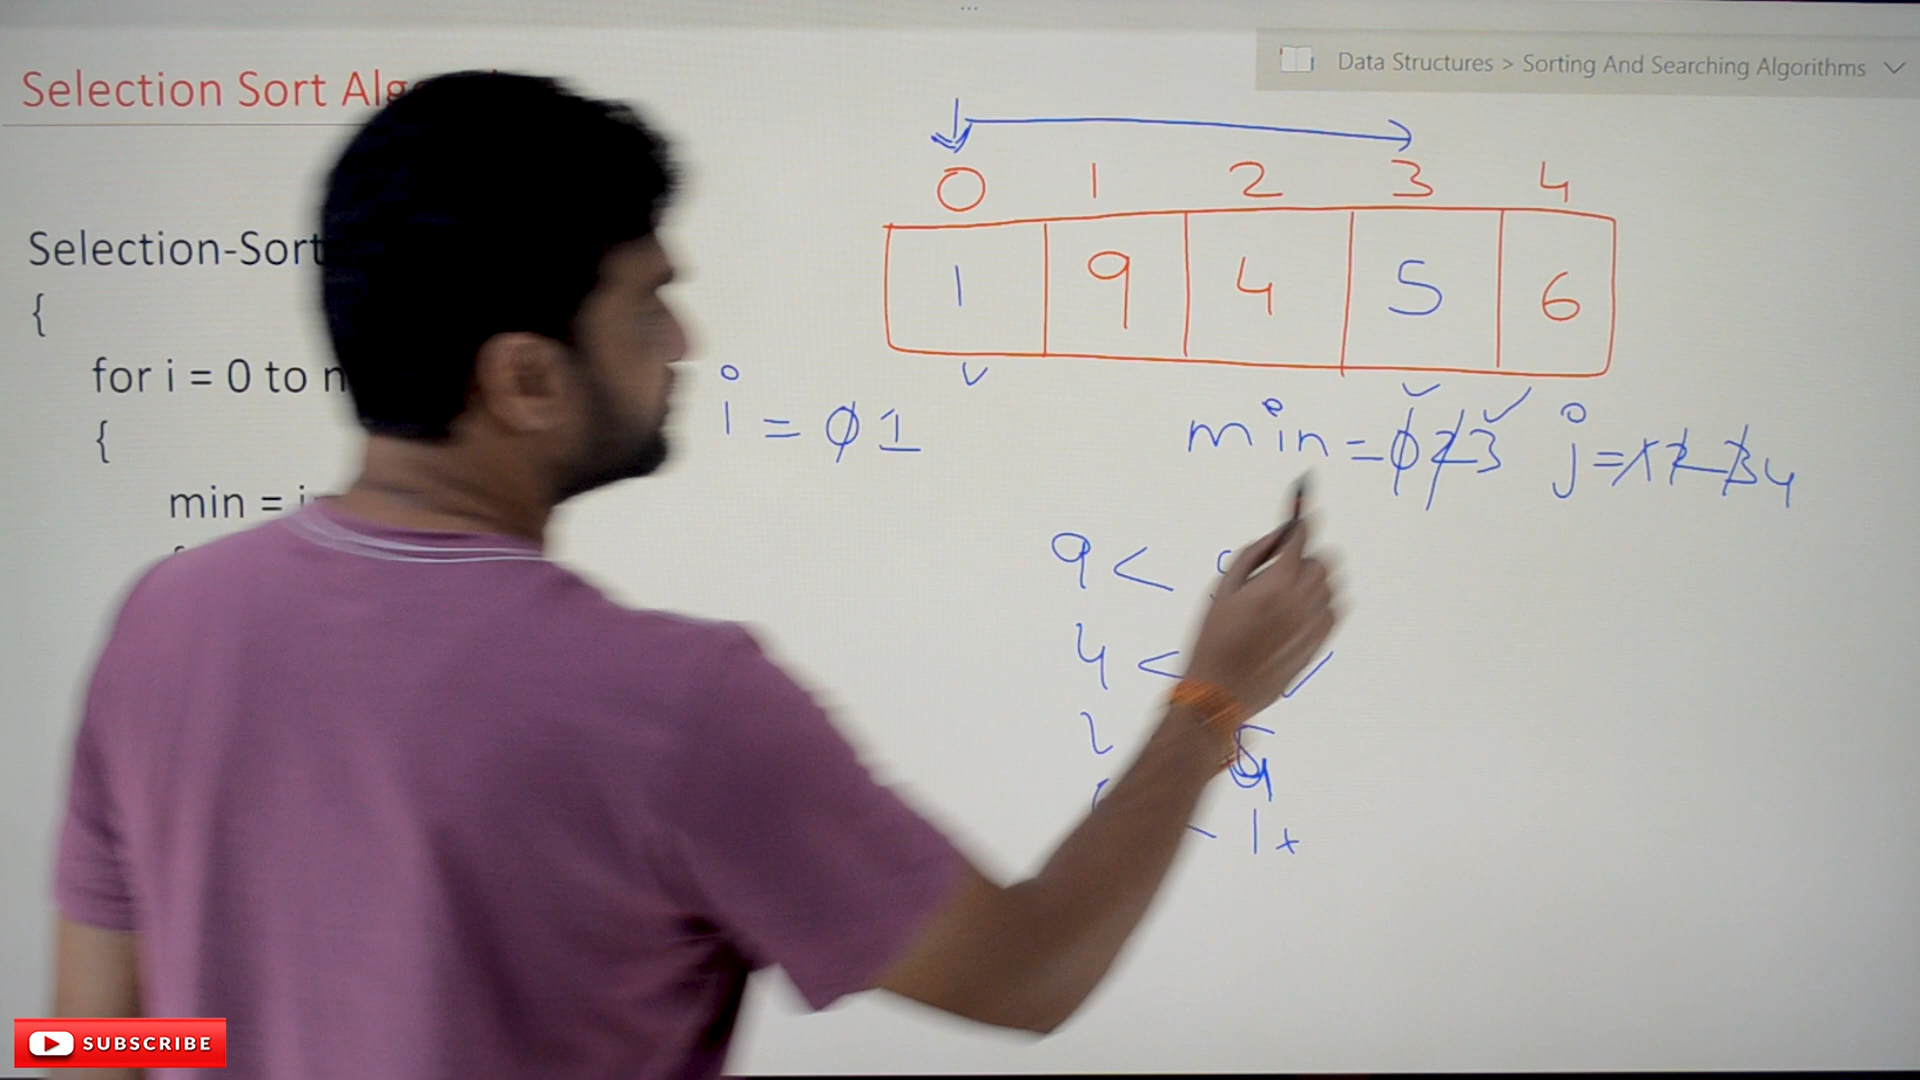 Data Structures > Sorting And Searching Algorithms
Selection Sort
0 1 2 3 4
1 9 4 5 6
Selection-Sort
{
for i = 0 to
{
min =
i = 0 1
min = 0 2 3
j = 1 2 3 4
9 <
4 <
1
SUBSCRIBE